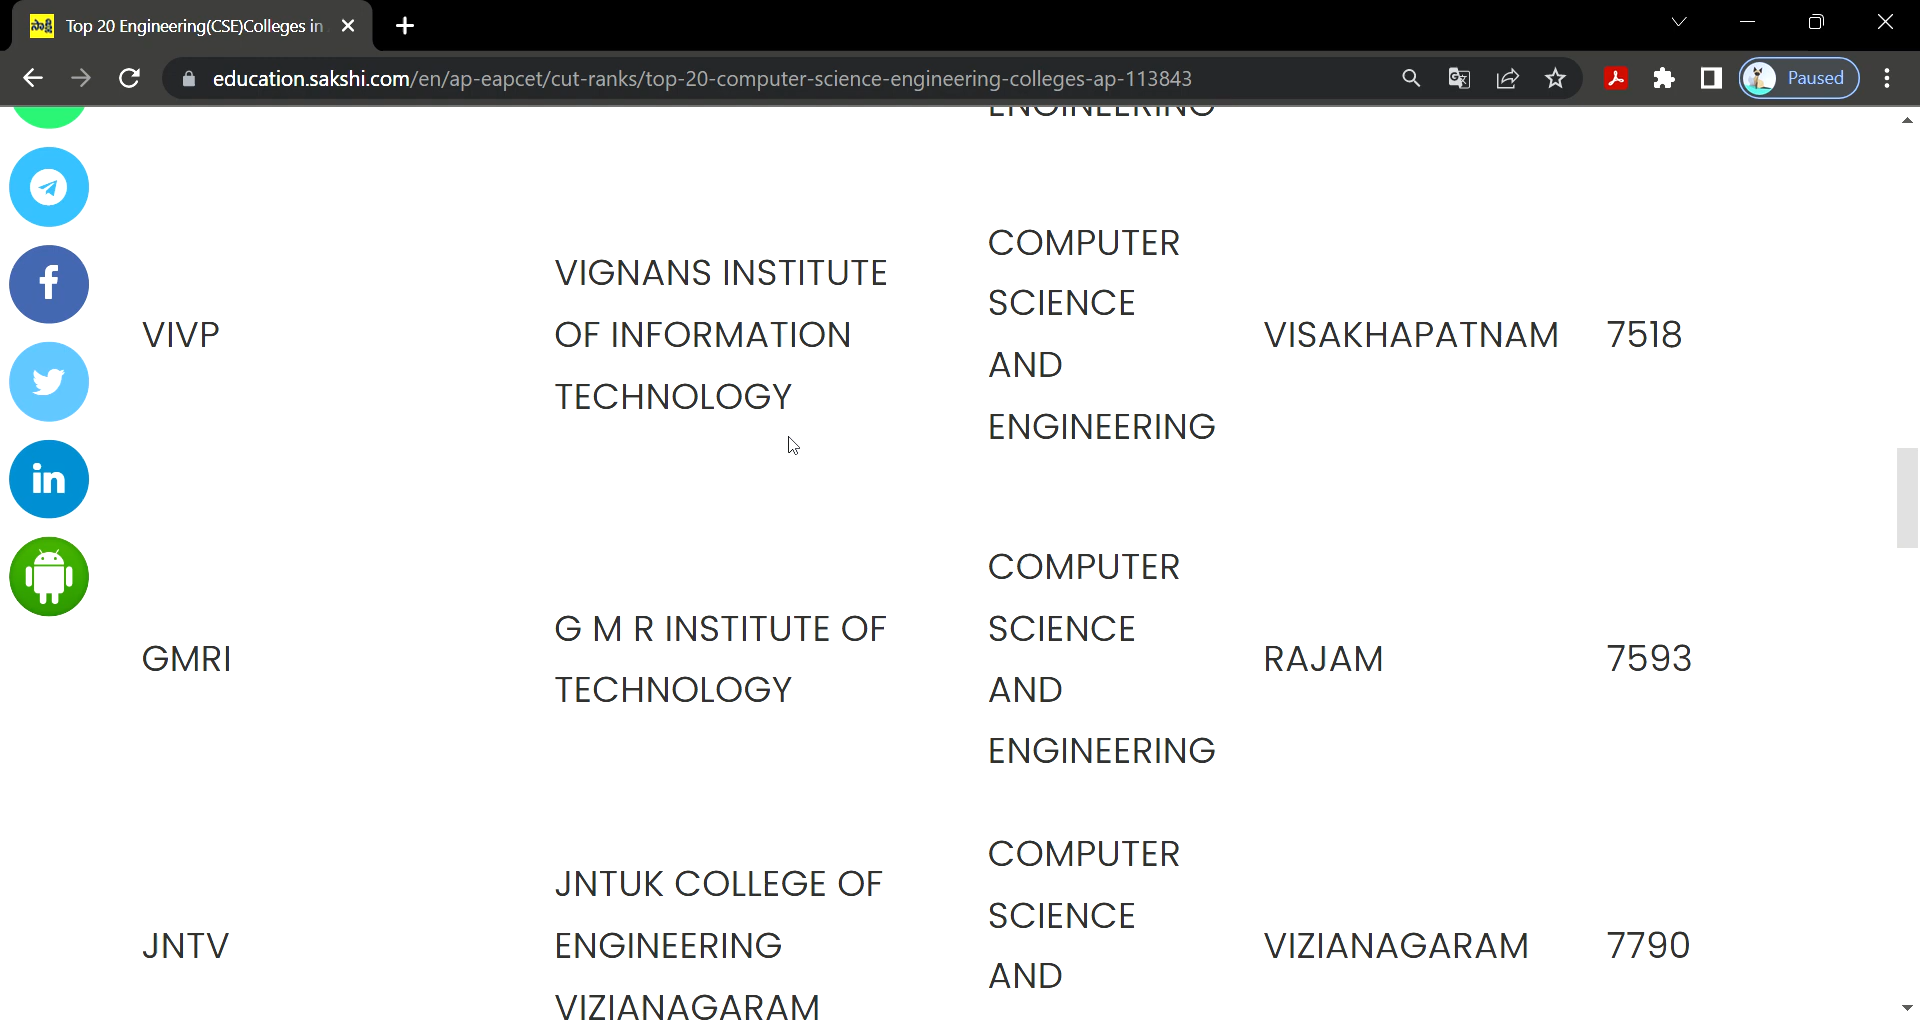 సాక్షి Top 20 Engineering(CSE)Colleges in
education.sakshi.com/en/ap-eapcet/cut-ranks/top-20-computer-science-engineering-colleges-ap-113843
Paused
ENGINEERING
VIVP
VIGNANS INSTITUTE
OF INFORMATION
TECHNOLOGY
COMPUTER
SCIENCE
AND
ENGINEERING
VISAKHAPATNAM
7518
GMRI
G M R INSTITUTE OF
TECHNOLOGY
COMPUTER
SCIENCE
AND
ENGINEERING
RAJAM
7593
JNTV
JNTUK COLLEGE OF
ENGINEERING
VIZIANAGARAM
COMPUTER
SCIENCE
AND
VIZIANAGARAM
7790
f
in